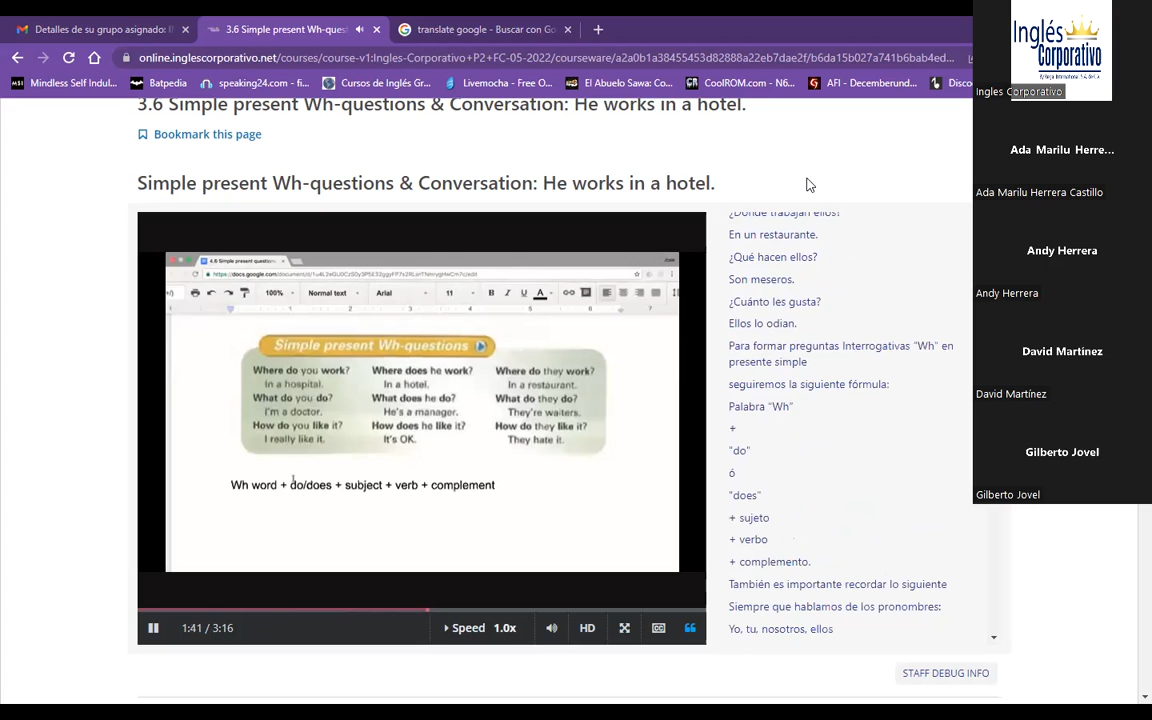 Detalles de su grupo asignado: I
3.6 Simple present Wh-quest
translate google - Buscar con Go
online.inglescorporativo.net/courses/course-v1:Ingles-Corporativo+P2+FC-05-2022/courseware/a2a0b1a38455453d82888a22eb7dae2f/b6da15b027a741b6bab4ed...
Mindless Self Indul...
Batpedia
speaking24.com - fi...
Cursos de Inglés Gr...
Livemocha - Free O...
El Abuelo Sawa: Co...
CoolROM.com - N6...
AFI - Decemberund...
Disco
3.6 Simple present Wh-questions & Conversation: He works in a hotel.
Bookmark this page
Simple present Wh-questions & Conversation: He works in a hotel.
100%
Normal text
Arial
11
B I U A
Simple present Wh-questions
Where do you work?
In a hospital.
What do you do?
I'm a doctor.
How do you like it?
I really like it.
Where does he work?
In a hotel.
What does he do?
He's a manager.
How does he like it?
It's OK.
Where do they work?
In a restaurant.
What do they do?
They're waiters.
How do they like it?
They hate it.
Wh word + do/does + subject + verb + complement
1:41 / 3:16
Speed 1.0x
HD
¿Dónde trabajan ellos?
En un restaurante.
¿Qué hacen ellos?
Son meseros.
¿Cuánto les gusta?
Ellos lo odian.
Para formar preguntas Interrogativas “Wh” en
presente simple
seguiremos la siguiente fórmula:
Palabra “Wh”
+
"do"
ó
"does"
+ sujeto
+ verbo
+ complemento.
También es importante recordar lo siguiente
Siempre que hablamos de los pronombres:
Yo, tu, nosotros, ellos
STAFF DEBUG INFO
Inglés
Corporativo
Ingles Corporativo
Ada Marilu Herre...
Ada Marilu Herrera Castillo
Andy Herrera
Andy Herrera
David Martinez
David Martínez
Gilberto Jovel
Gilberto Jovel